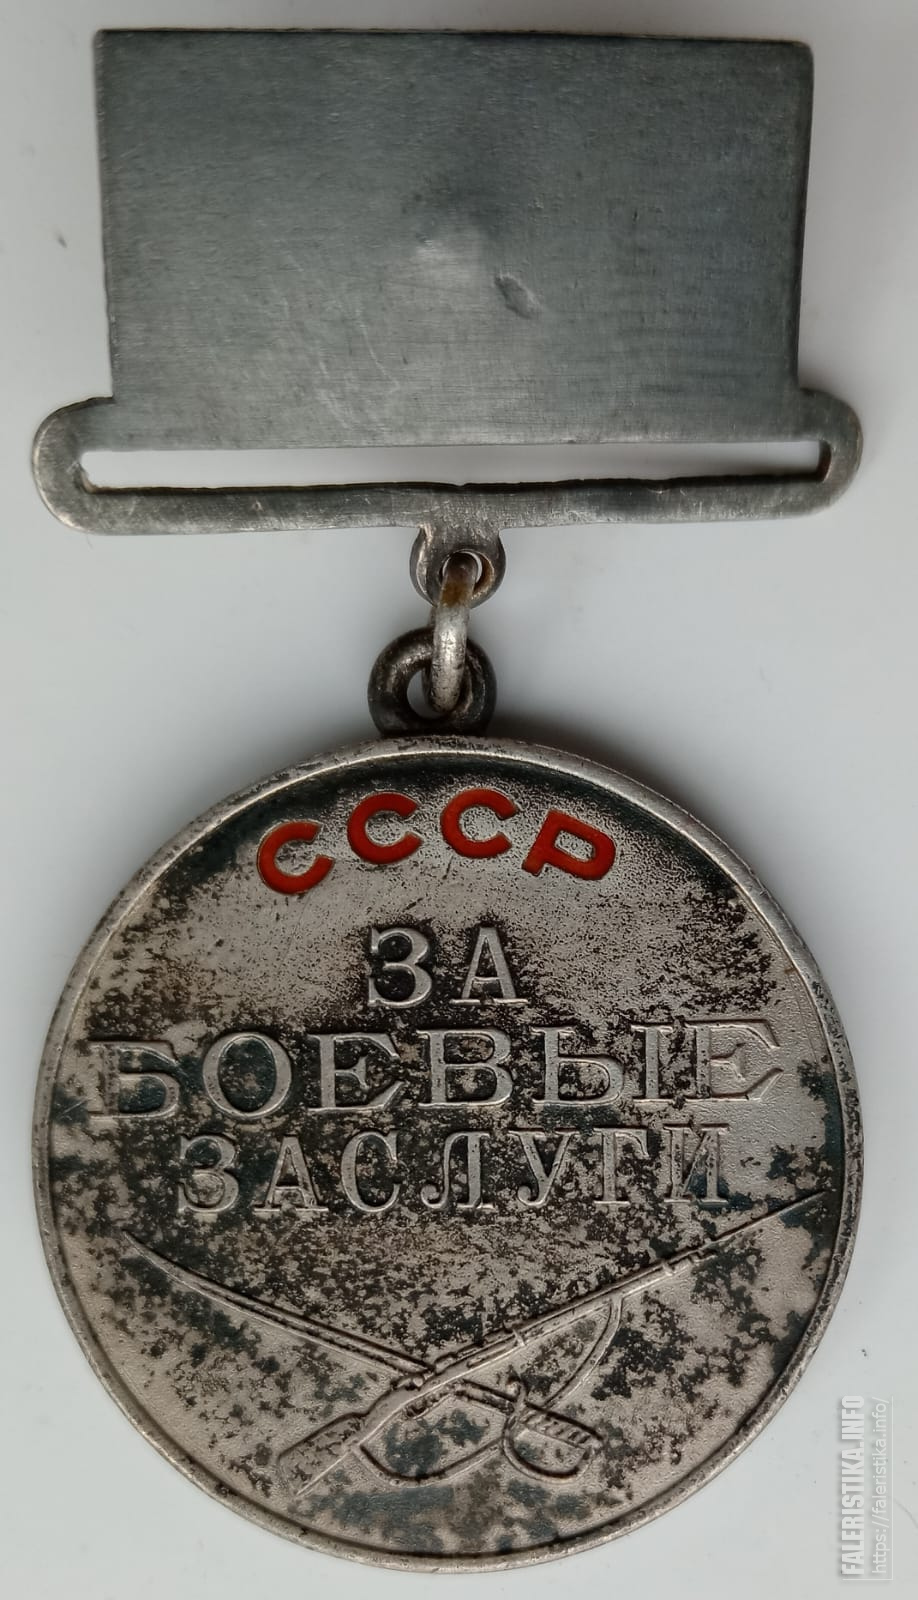 СССР
ЗА
БОЕВЫЕ
ЗАСЛУГИ
FALERISTIKA.INFO
https://faleristika.info/